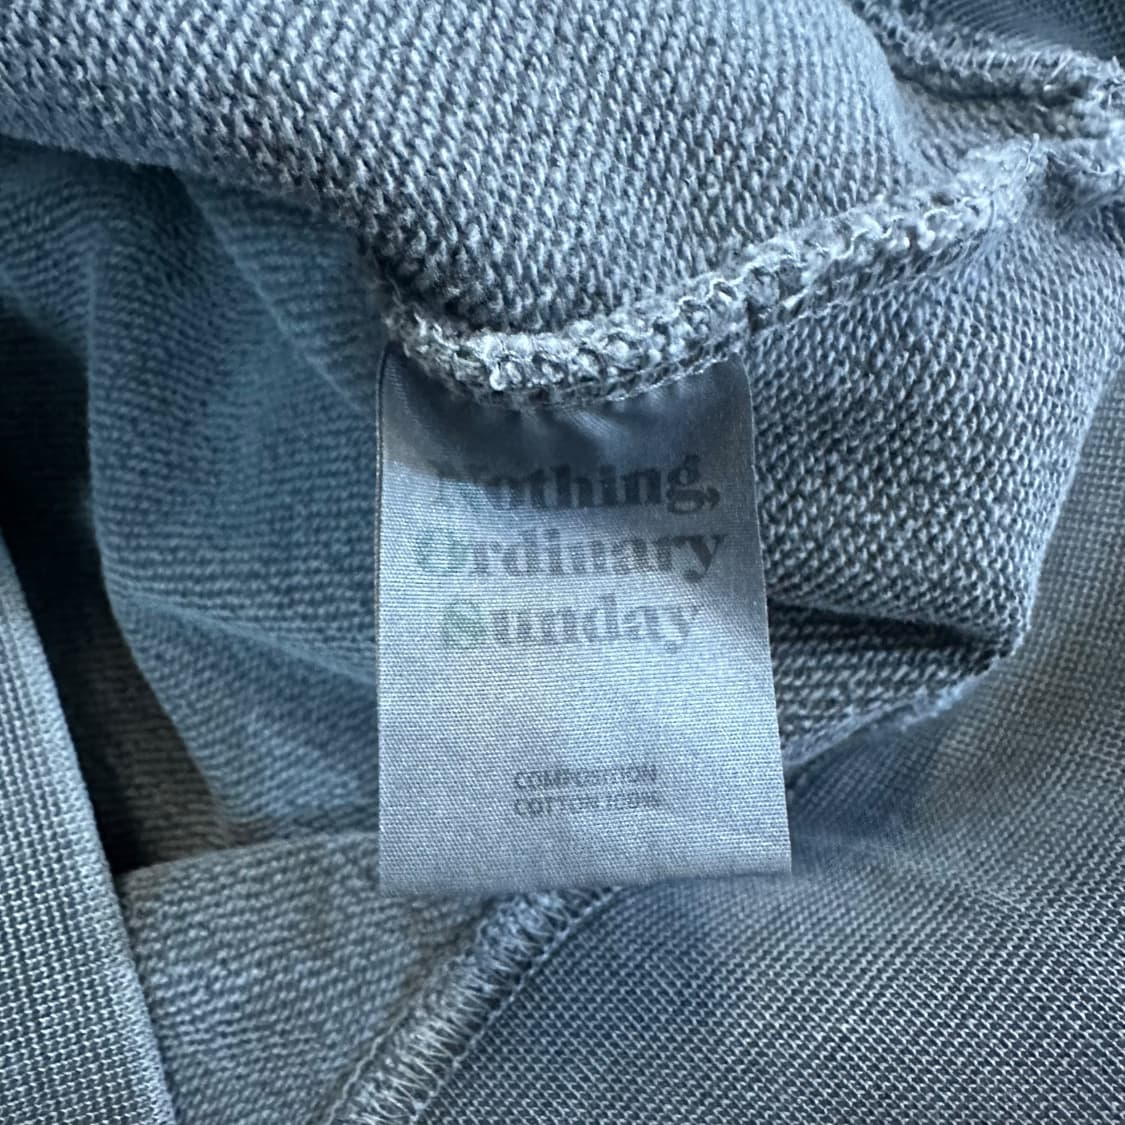 Nothing,
Ordinary
Sunday
COMPOSITION
COTTON 100%